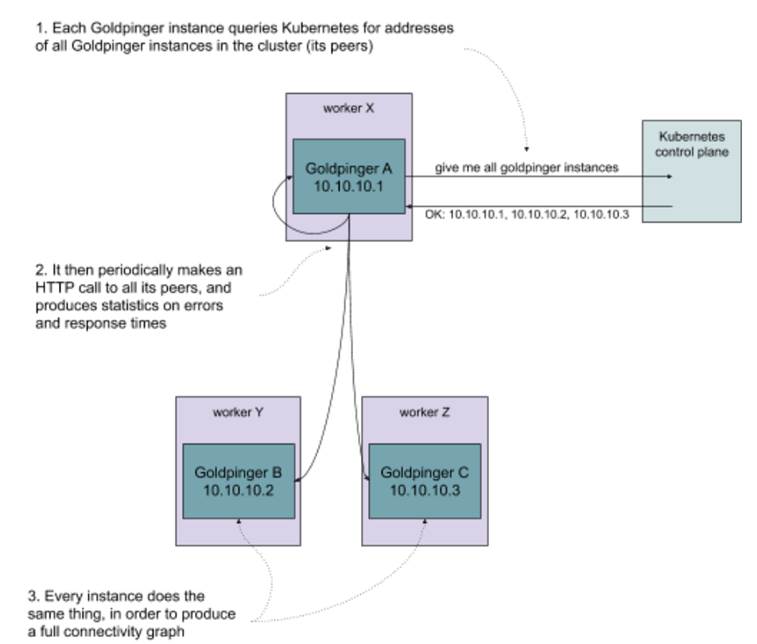 1. Each Goldpinger instance queries Kubernetes for addresses
of all Goldpinger instances in the cluster (its peers)
worker X
Goldpinger A
10.10.10.1
Kubernetes
control plane
give me all goldpinger instances
OK: 10.10.10.1, 10.10.10.2, 10.10.10.3
2. It then periodically makes an
HTTP call to all its peers, and
produces statistics on errors
and response times
worker Y
Goldpinger B
10.10.10.2
worker Z
Goldpinger C
10.10.10.3
3. Every instance does the
same thing, in order to produce
a full connectivity graph